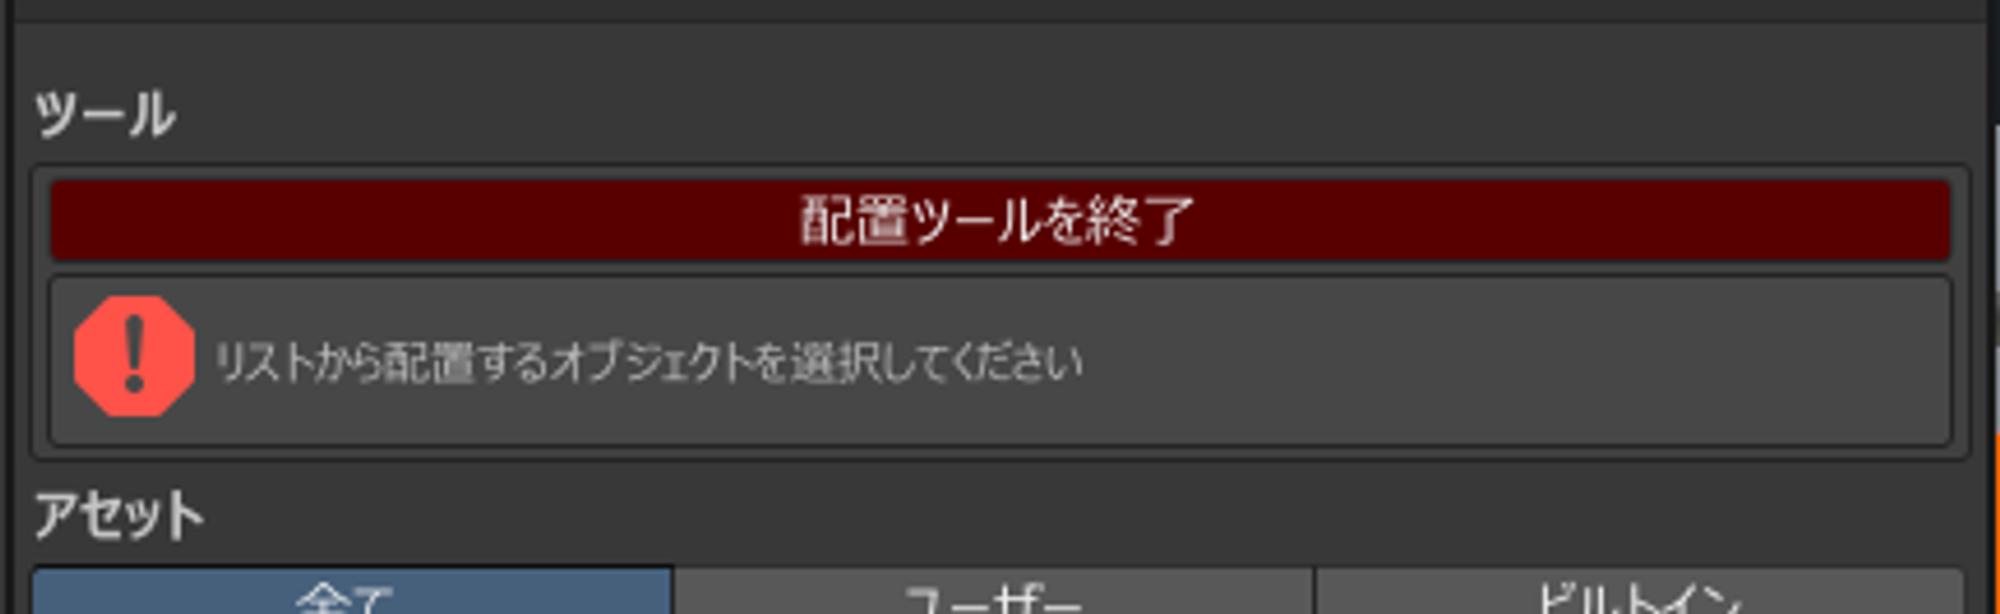 ツール
配置ツールを終了
リストから配置するオブジェクトを選択してください
アセット
全て
ユーザー
ビルトイン